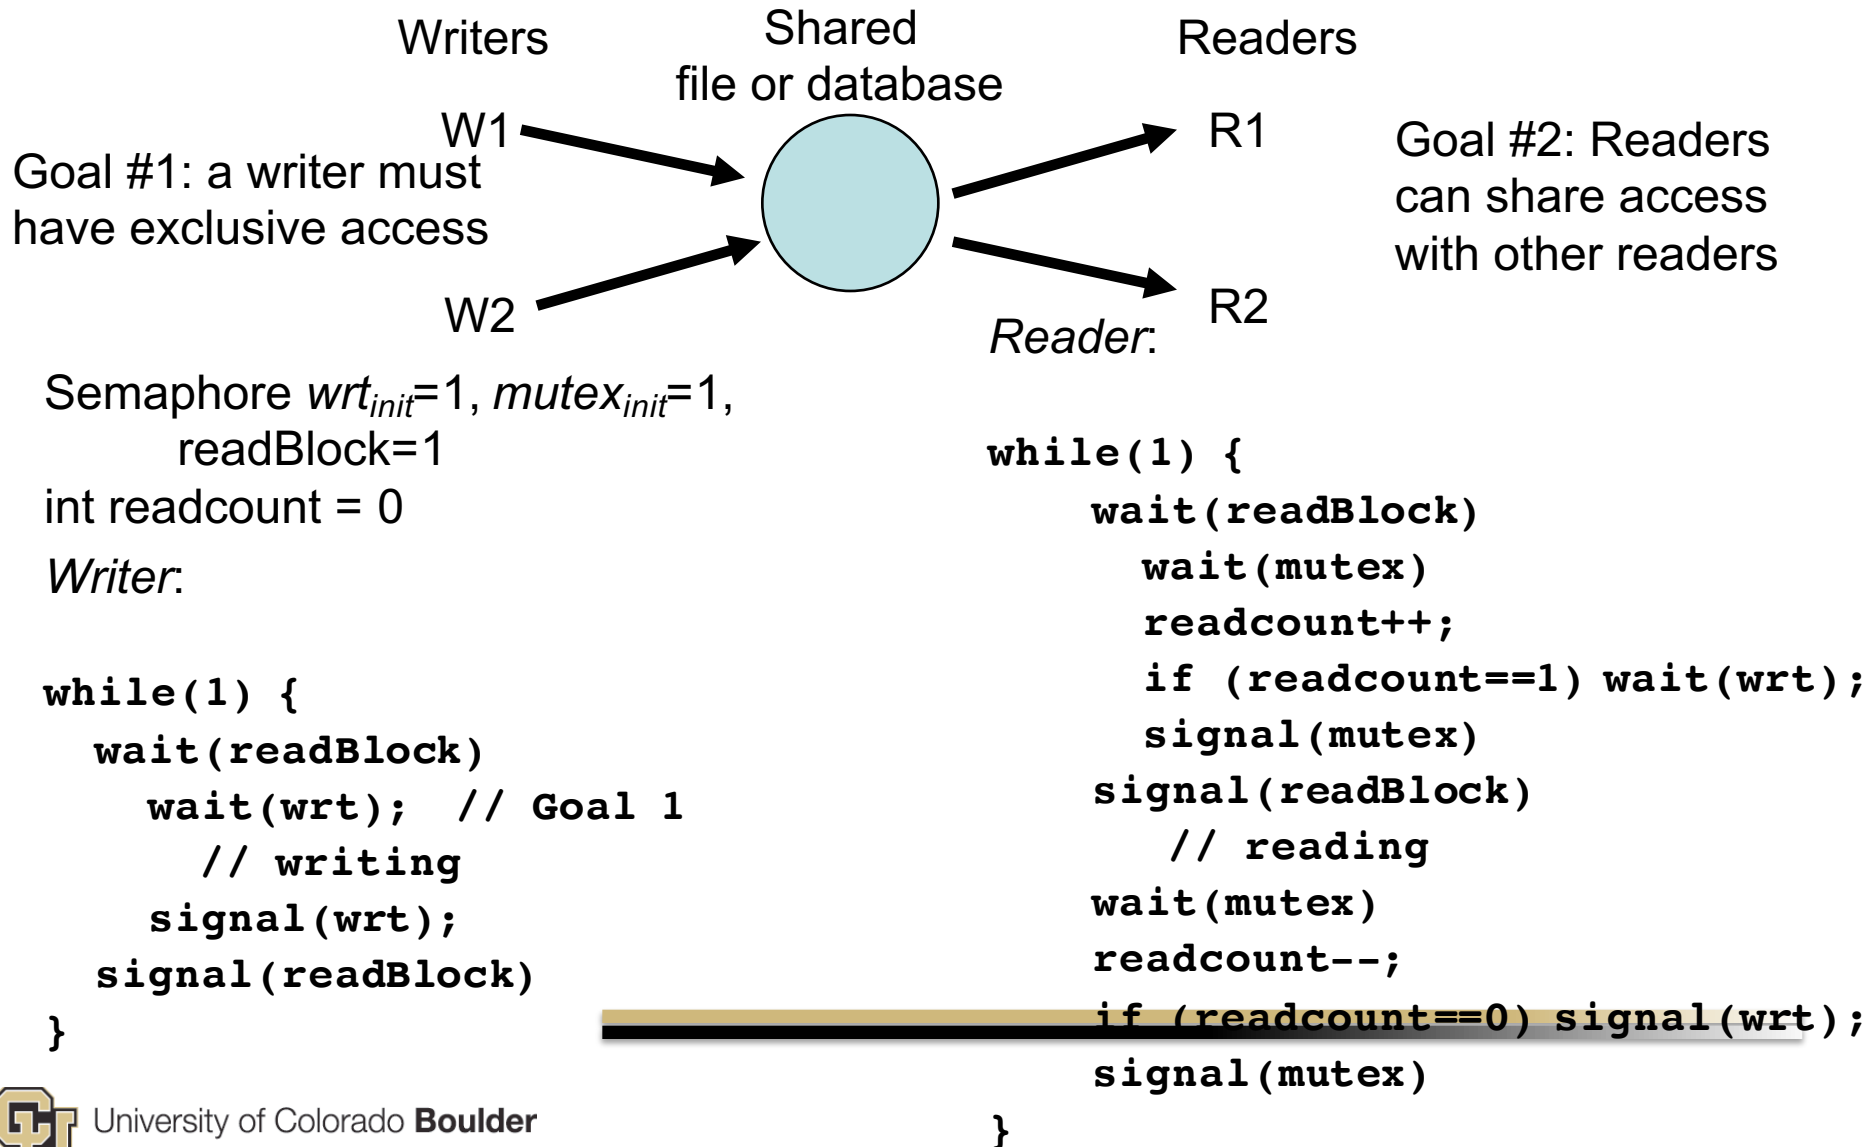 Writers
Shared
file or database
Readers
W1
R1
Goal #1: a writer must
have exclusive access
Goal #2: Readers
can share access
with other readers
W2
R2
Semaphore wrtinit=1, mutexinit=1,
readBlock=1
int readcount = 0
Writer:
while(1) {
wait(readBlock)
wait(wrt);  // Goal 1
// writing
signal(wrt);
signal(readBlock)
}
Reader:
while(1) {
wait(readBlock)
wait(mutex)
readcount++;
if (readcount==1) wait(wrt);
signal(mutex)
signal(readBlock)
// reading
wait(mutex)
readcount--;
if (readcount==0) signal(wrt);
signal(mutex)
}
CU
University of Colorado Boulder